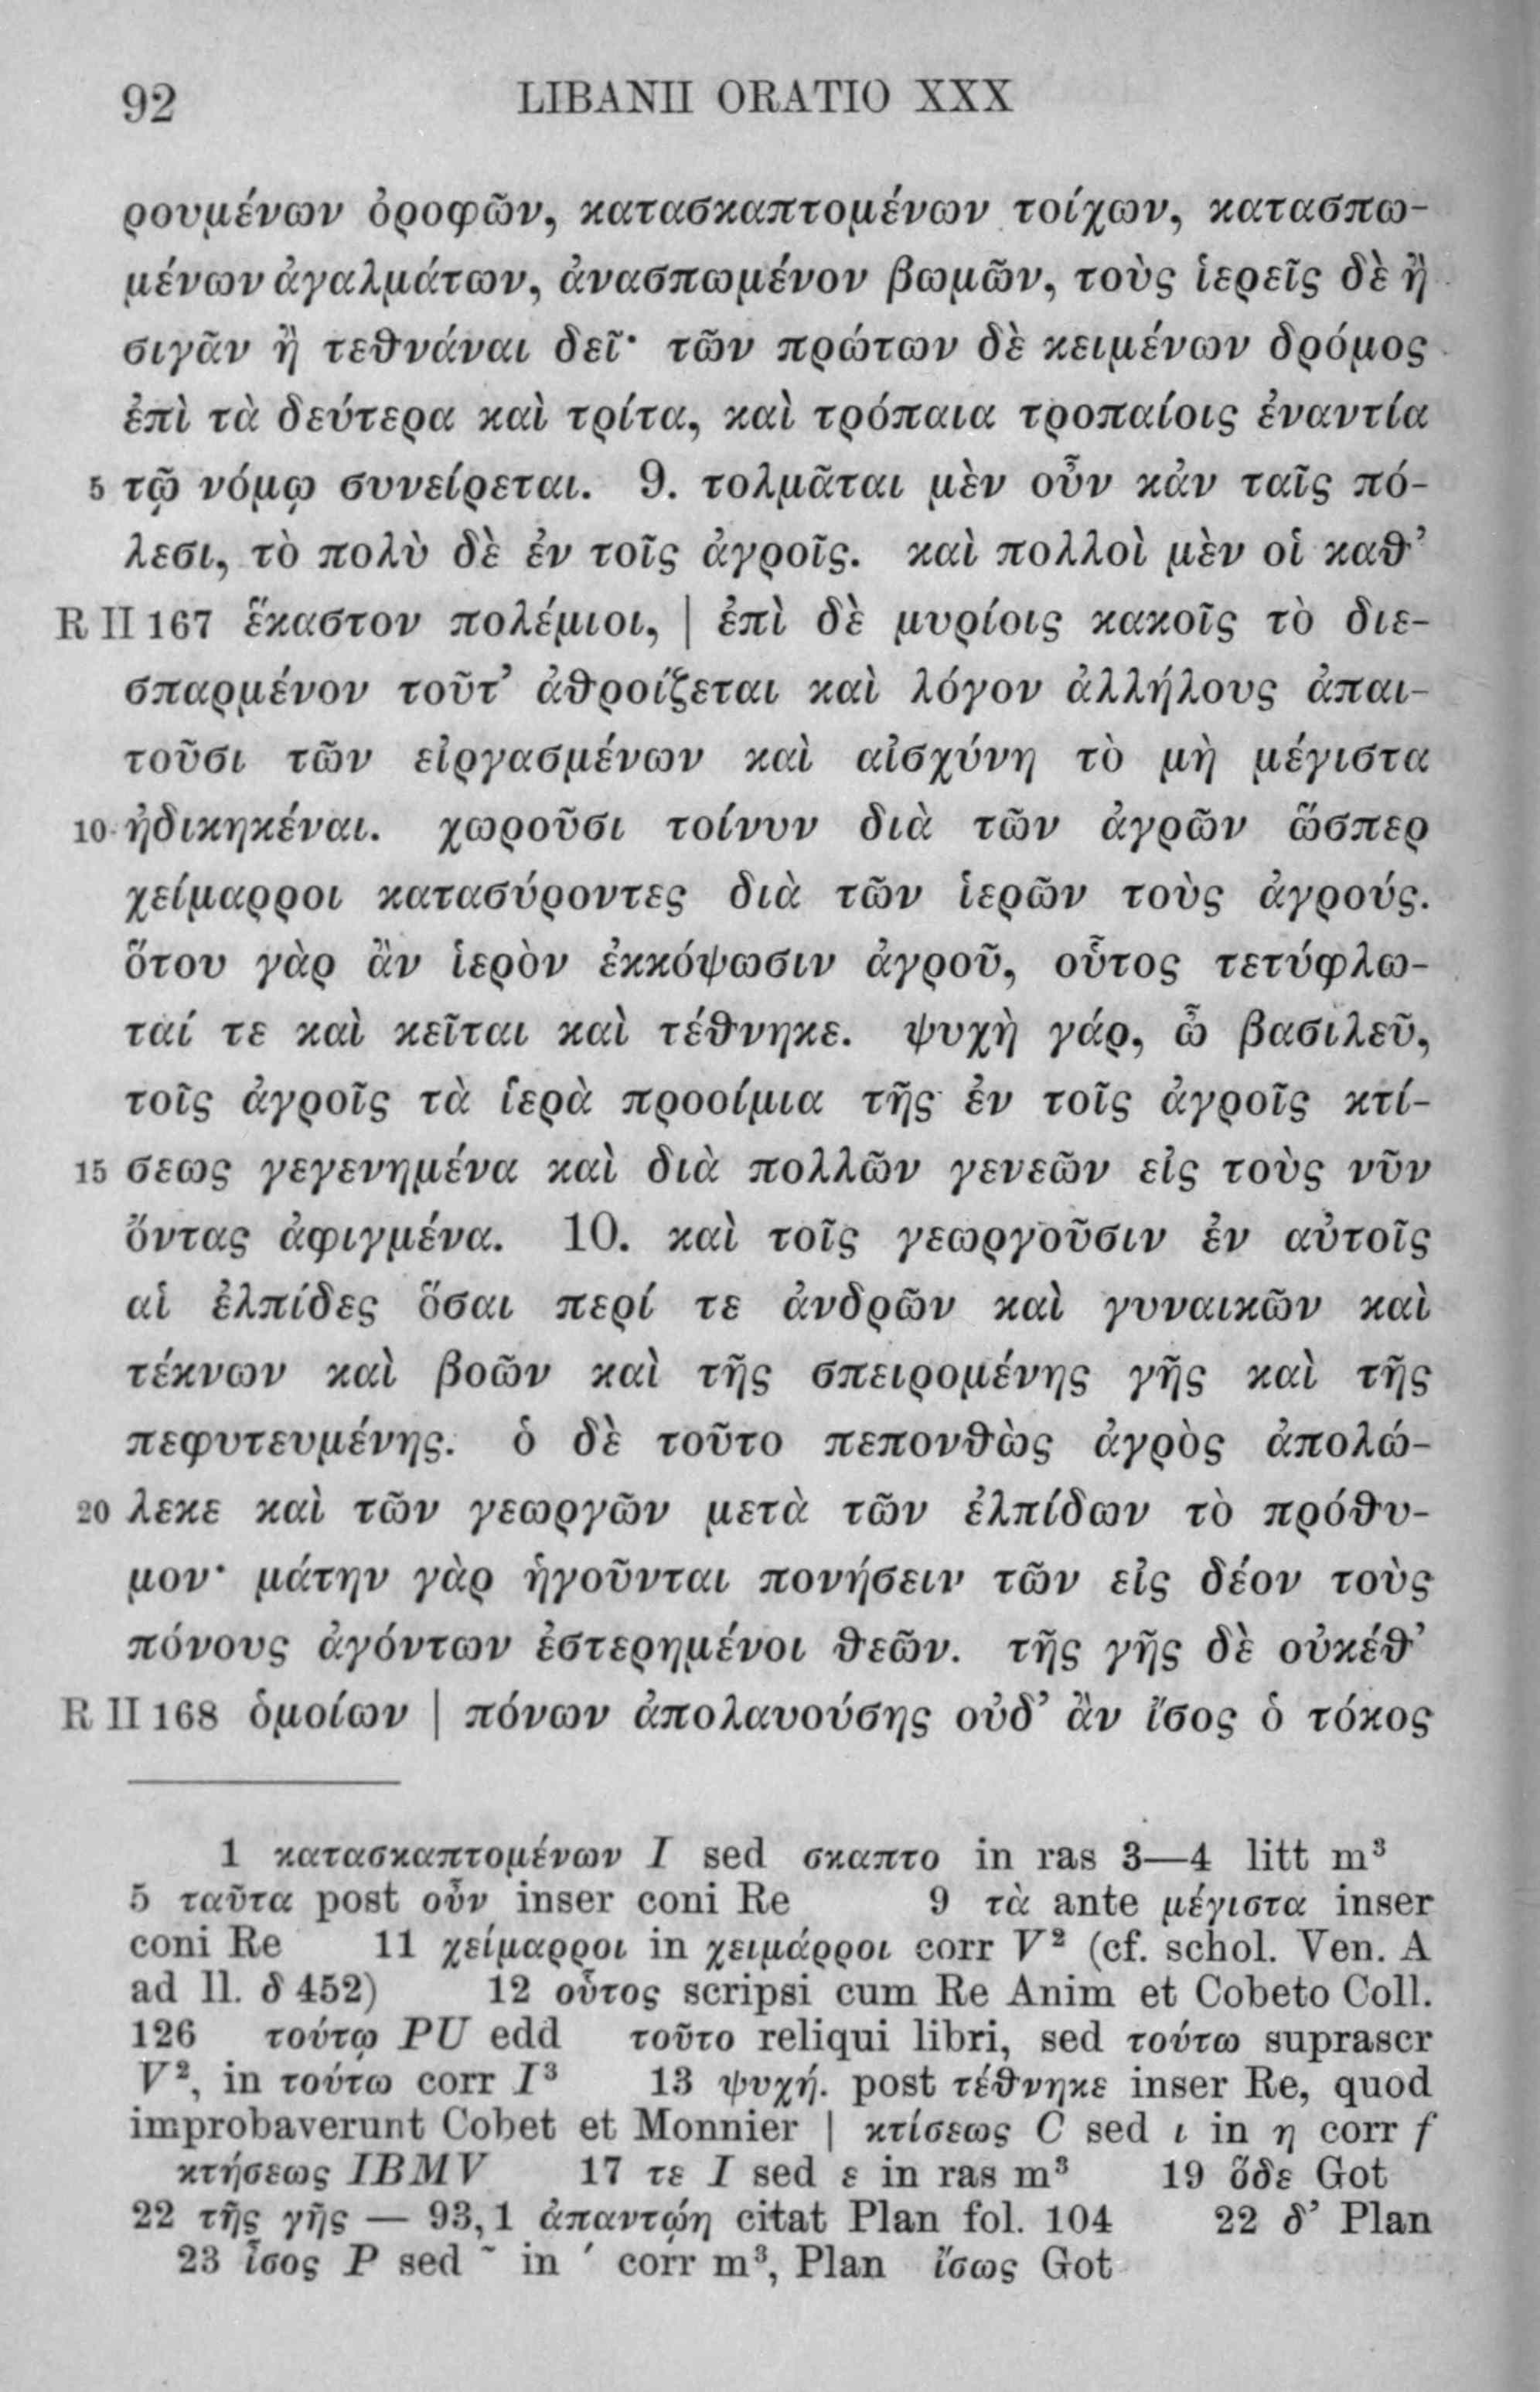 92 LIBANII ORATIO XXX
ρουμένων ὀροφῶν, κατασκαπτομένων τοίχων, κατασπω-
μένων ἀγαλμάτων, ἀνασπωμένον βωμῶν, τοὺς ἱερεῖς δὲ ἢ
σιγᾶν ἢ τεθνάναι δεῖ· τῶν πρώτων δὲ κειμένων δρόμος
ἐπὶ τὰ δεύτερα καὶ τρίτα, καὶ τρόπαια τροπαίοις ἐναντία
5 τῷ νόμῳ συνείρεται. 9. τολμᾶται μὲν οὖν κἀν ταῖς πό-
λεσι, τὸ πολὺ δὲ ἐν τοῖς ἀγροῖς. καὶ πολλοὶ μὲν οἱ καθ’
R II 167 ἕκαστον πολέμιοι, | ἐπὶ δὲ μυρίοις κακοῖς τὸ διε-
σπαρμένον τοῦτ’ ἀθροίζεται καὶ λόγον ἀλλήλους ἀπαι-
τοῦσι τῶν εἰργασμένων καὶ αἰσχύνη τὸ μὴ μέγιστα
10 ἠδικηκέναι. χωροῦσι τοίνυν διὰ τῶν ἀγρῶν ὥσπερ
χείμαρροι κατασύροντες διὰ τῶν ἱερῶν τοὺς ἀγρούς.
ὅτου γὰρ ἂν ἱερὸν ἐκκόψωσιν ἀγροῦ, οὗτος τετύφλω-
ταί τε καὶ κεῖται καὶ τέθνηκε. ψυχὴ γάρ, ὦ βασιλεῦ,
τοῖς ἀγροῖς τὰ ἱερὰ προοίμια τῆς ἐν τοῖς ἀγροῖς κτί-
15 σεως γεγενημένα καὶ διὰ πολλῶν γενεῶν εἰς τοὺς νῦν
ὄντας ἀφιγμένα. 10. καὶ τοῖς γεωργοῦσιν ἐν αὐτοῖς
αἱ ἐλπίδες ὅσαι περί τε ἀνδρῶν καὶ γυναικῶν καὶ
τέκνων καὶ βοῶν καὶ τῆς σπειρομένης γῆς καὶ τῆς
πεφυτευμένης. ὁ δὲ τοῦτο πεπονθὼς ἀγρὸς ἀπολώ-
20 λεκε καὶ τῶν γεωργῶν μετὰ τῶν ἐλπίδων τὸ πρόθυ-
μον· μάτην γὰρ ἡγοῦνται πονήσειν τῶν εἰς δέον τοὺς
πόνους ἀγόντων ἐστερημένοι θεῶν. τῆς γῆς δὲ οὐκέθ’
R II 168 ὁμοίων | πόνων ἀπολαυούσης οὐδ’ ἂν ἴσος ὁ τόκος
1 κατασκαπτομένων I sed σκαπτο in ras 3—4 litt m³
5 ταῦτα post οὖν inser coni Re 9 τὰ ante μέγιστα inser
coni Re 11 χείμαρροι in χειμάρροι corr V² (cf. schol. Ven. A
ad Il. δ 452) 12 οὗτος scripsi cum Re Anim et Cobeto Coll.
126 τούτῳ PU edd τοῦτο reliqui libri, sed τούτω suprascr
V², in τούτω corr I³ 13 ψυχή. post τέθνηκε inser Re, quod
improbaverunt Cobet et Monnier | κτίσεως C sed ι in η corr f
κτήσεως IBMV 17 τε I sed ε in ras m³ 19 ὅδε Got
22 τῆς γῆς — 93,1 ἀπαντῴη citat Plan fol. 104 22 δ’ Plan
23 ἶσος P sed ῀ in ´ corr m³, Plan ἴσως Got